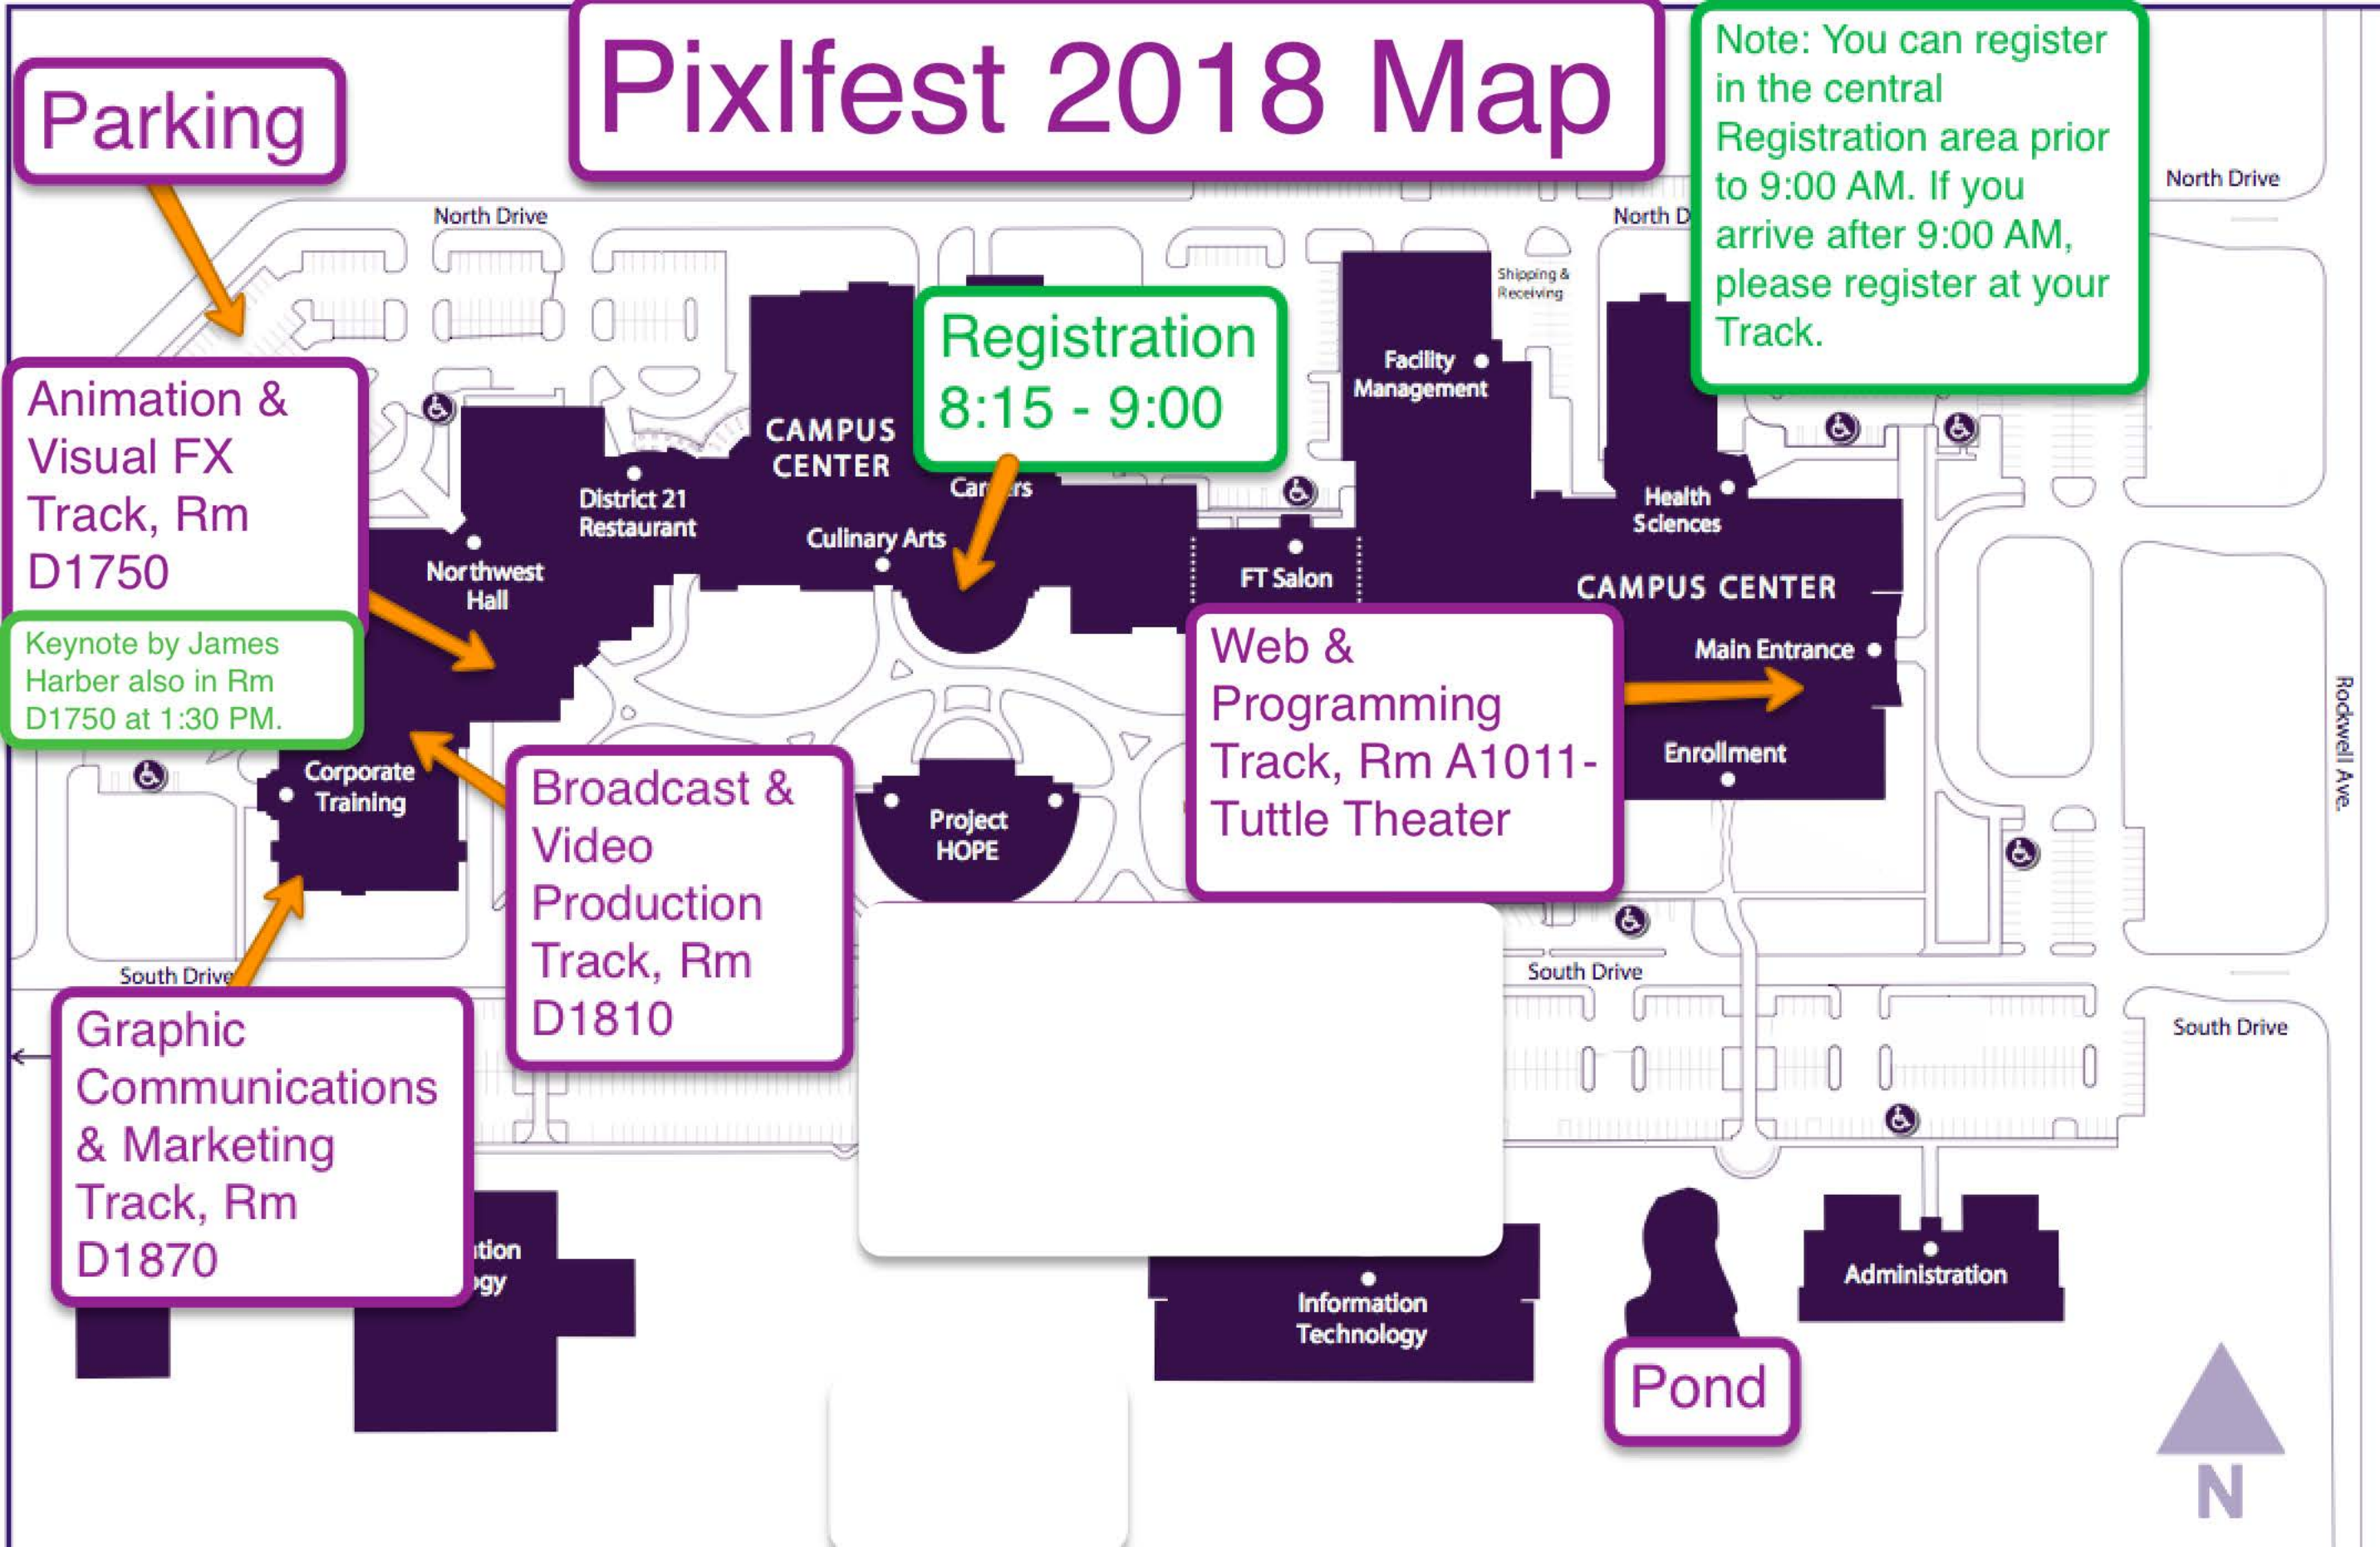 Pixlfest 2018 Map
Parking
Note: You can register
in the central
Registration area prior
to 9:00 AM. If you
arrive after 9:00 AM,
please register at your
Track.
North Drive
North Drive
North D
Shipping &
Receiving
Registration
8:15 - 9:00
Facility
Management
Animation &
Visual FX
Track, Rm
D1750
CAMPUS
CENTER
Careers
District 21
Restaurant
Culinary Arts
Health
Sciences
Northwest
Hall
FT Salon
CAMPUS CENTER
Keynote by James
Harber also in Rm
D1750 at 1:30 PM.
Web &
Programming
Track, Rm A1011-
Tuttle Theater
Main Entrance
Enrollment
Rockwell Ave.
Corporate
Training
Broadcast &
Video
Production
Track, Rm
D1810
Project
HOPE
South Drive
South Drive
South Drive
Graphic
Communications
& Marketing
Track, Rm
D1870
tion
gy
Information
Technology
Administration
Pond
N